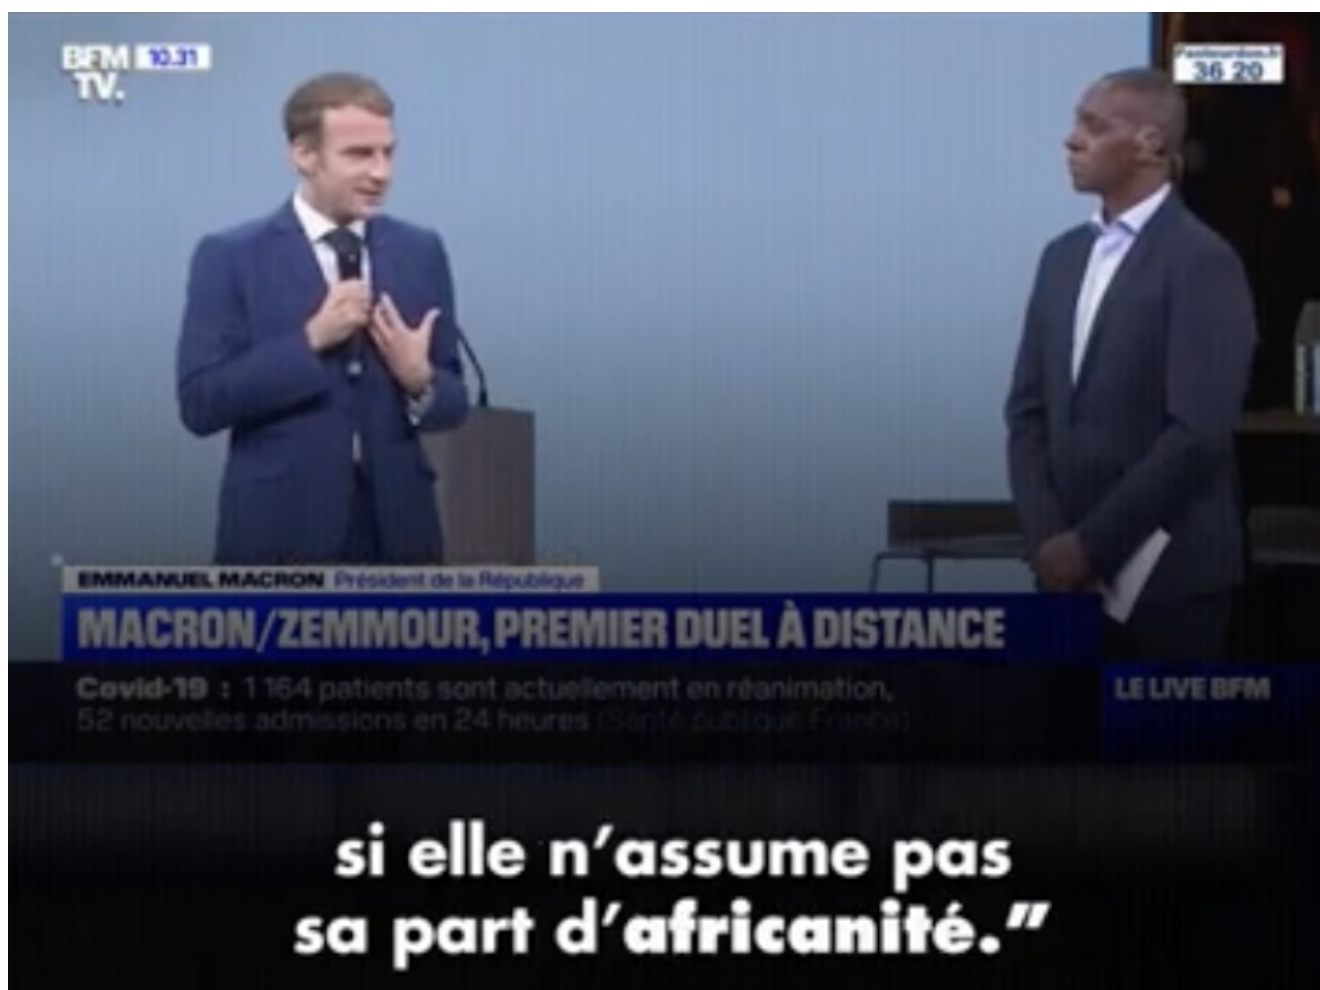 BFM 10.31
TV.
36 20
EMMANUEL MACRON Président de la République
MACRON/ZEMMOUR, PREMIER DUEL À DISTANCE
Covid-19 : 1 164 patients sont actuellement en réanimation,
52 nouvelles admissions en 24 heures (Santé publique France)
LE LIVE BFM
si elle n’assume pas
sa part d’africanité.”